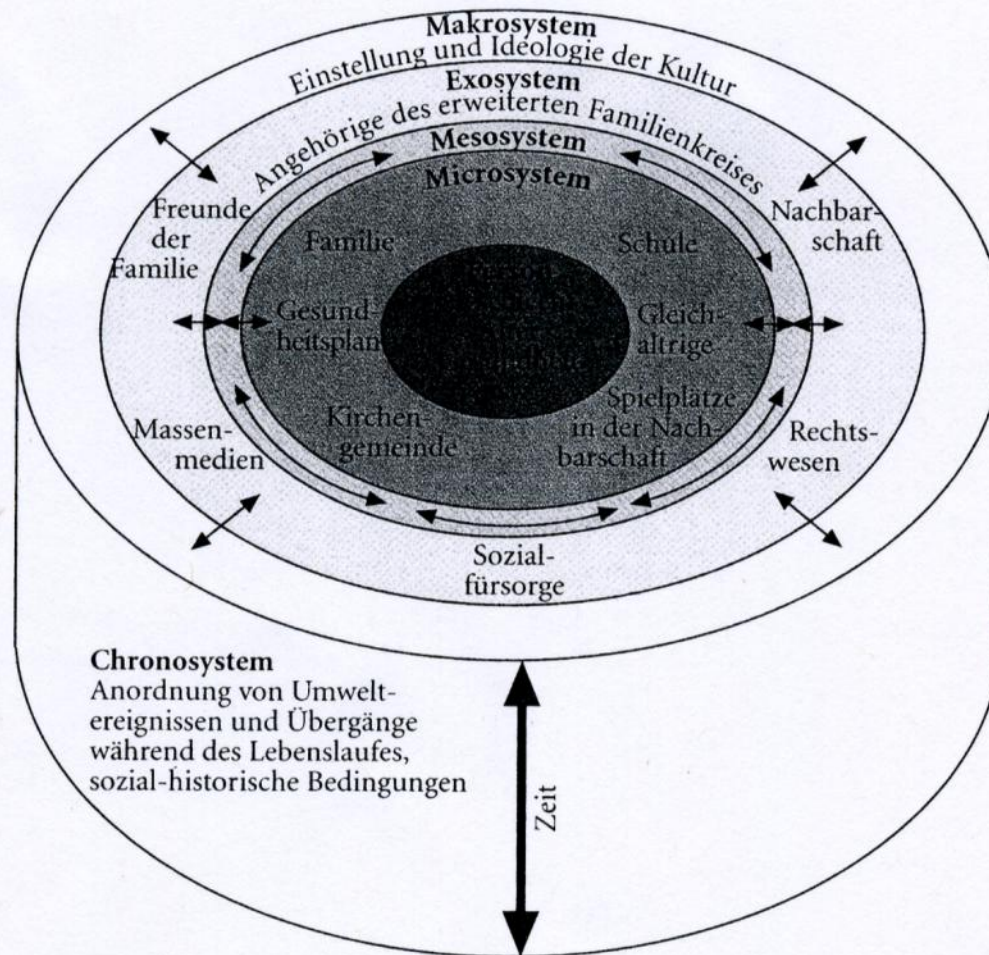 Makrosystem
Einstellung und Ideologie der Kultur
Exosystem
Angehörige des erweiterten Familienkreises
Mesosystem
Microsystem
Freunde
der
Familie
Nachbar-
schaft
Familie
Schule
Person
Gesund-
heitsplan
Gleich-
altrige
Kirchen-
gemeinde
Spielplätze
in der Nach-
barschaft
Massen-
medien
Rechts-
wesen
Sozial-
fürsorge
Chronosystem
Anordnung von Umwelt-
ereignissen und Übergänge
während des Lebenslaufes,
sozial-historische Bedingungen
Zeit